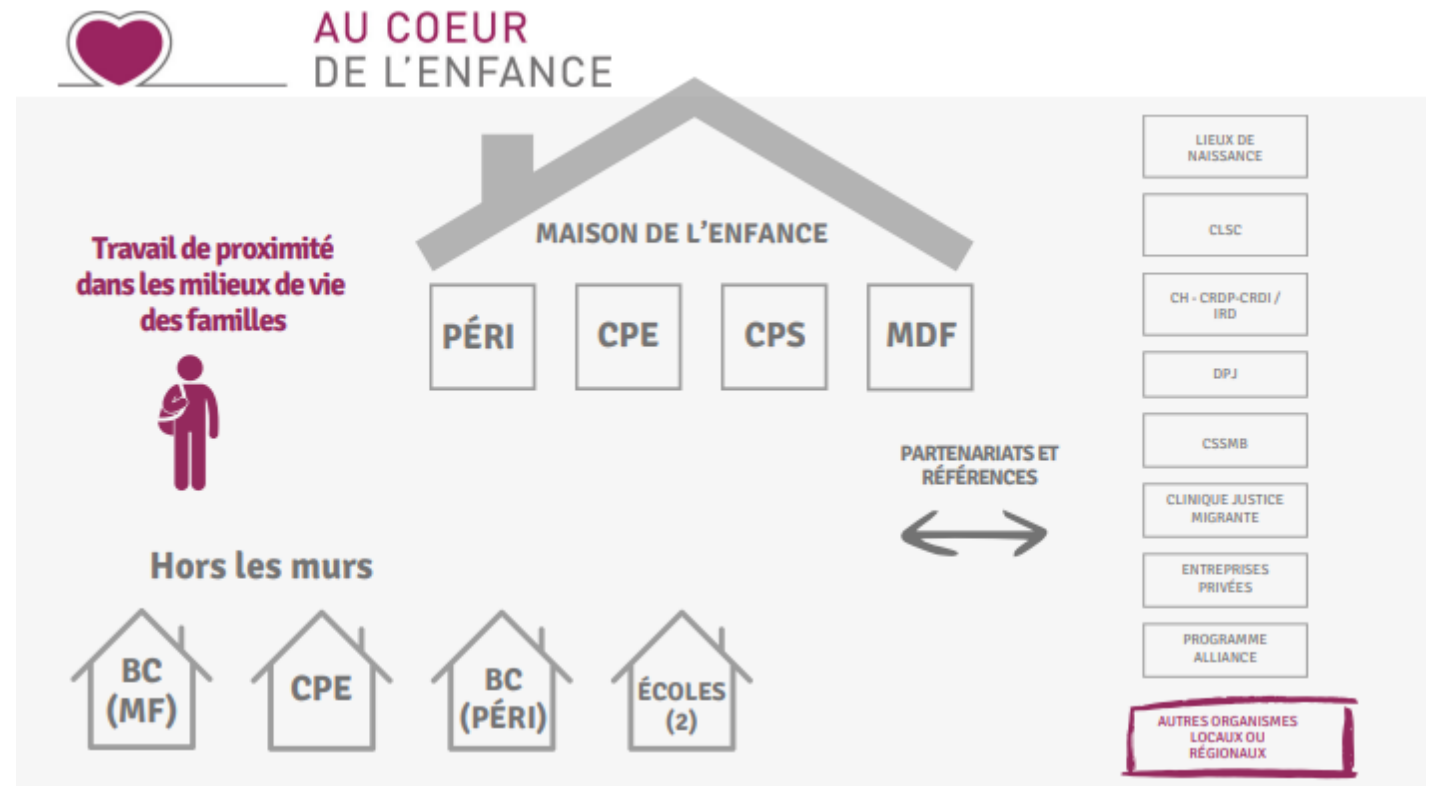 AU COEUR
DE L'ENFANCE
MAISON DE L'ENFANCE
PÉRI
CPE
CPS
MDF
Travail de proximité
dans les milieux de vie
des familles
Hors les murs
BC
(MF)
CPE
BC
(PÉRI)
ÉCOLES
(2)
PARTENARIATS ET
RÉFÉRENCES
LIEUX DE
NAISSANCE
CLSC
CH - CRDP-CRDI /
IRD
DPJ
CSSMB
CLINIQUE JUSTICE
MIGRANTE
ENTREPRISES
PRIVÉES
PROGRAMME
ALLIANCE
AUTRES ORGANISMES
LOCAUX OU
RÉGIONAUX